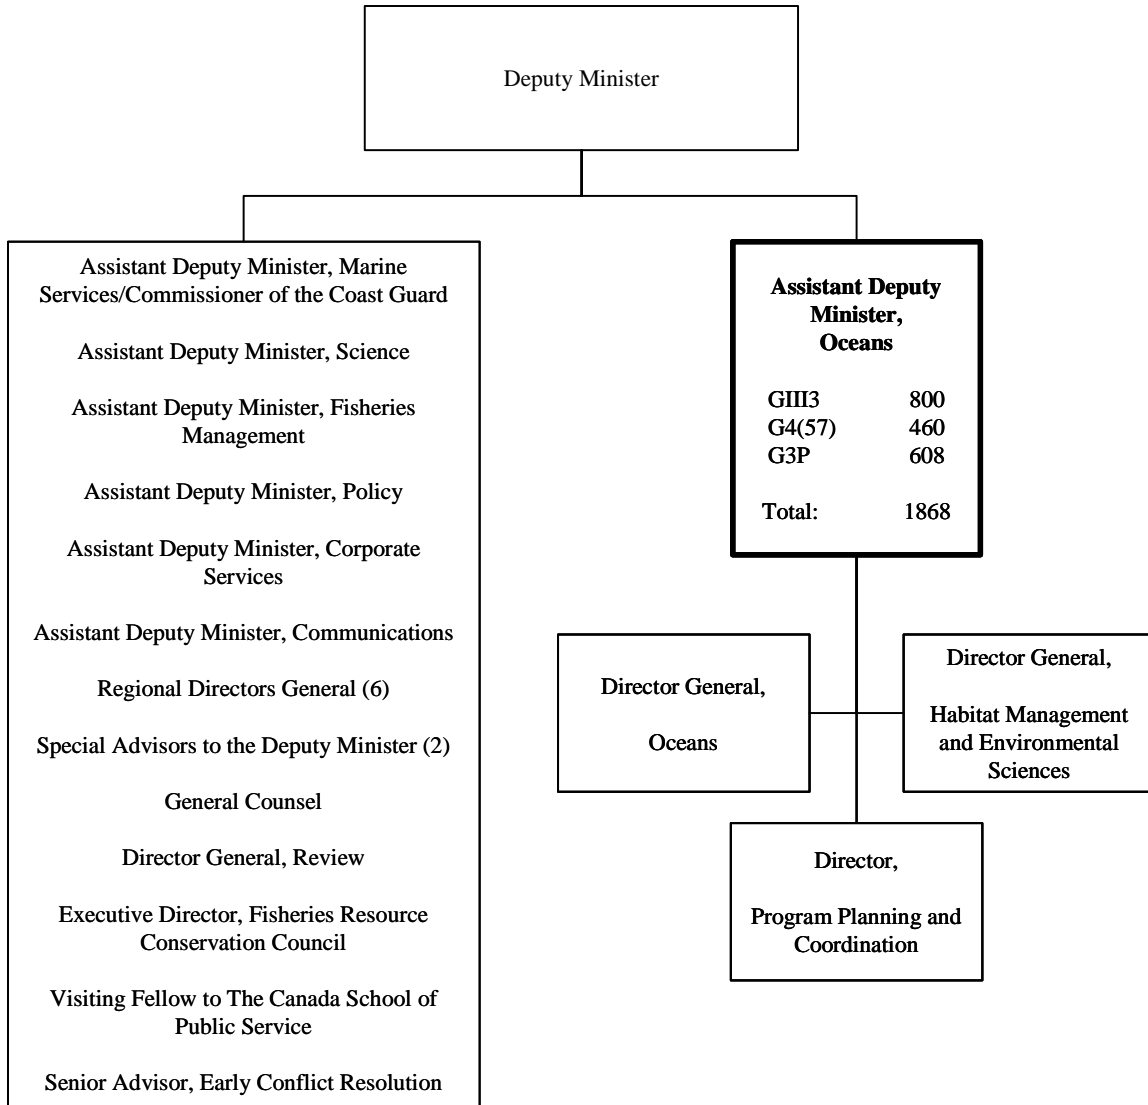 Deputy Minister
Assistant Deputy Minister, Marine
Services/Commissioner of the Coast Guard
Assistant Deputy Minister, Science
Assistant Deputy Minister, Fisheries
Management
Assistant Deputy Minister, Policy
Assistant Deputy Minister, Corporate
Services
Assistant Deputy Minister, Communications
Regional Directors General (6)
Special Advisors to the Deputy Minister (2)
General Counsel
Director General, Review
Executive Director, Fisheries Resource
Conservation Council
Visiting Fellow to The Canada School of
Public Service
Senior Advisor, Early Conflict Resolution
Assistant Deputy
Minister,
Oceans
GIII3 800
G4(57) 460
G3P 608
Total: 1868
Director General,
Oceans
Director General,
Habitat Management
and Environmental
Sciences
Director,
Program Planning and
Coordination